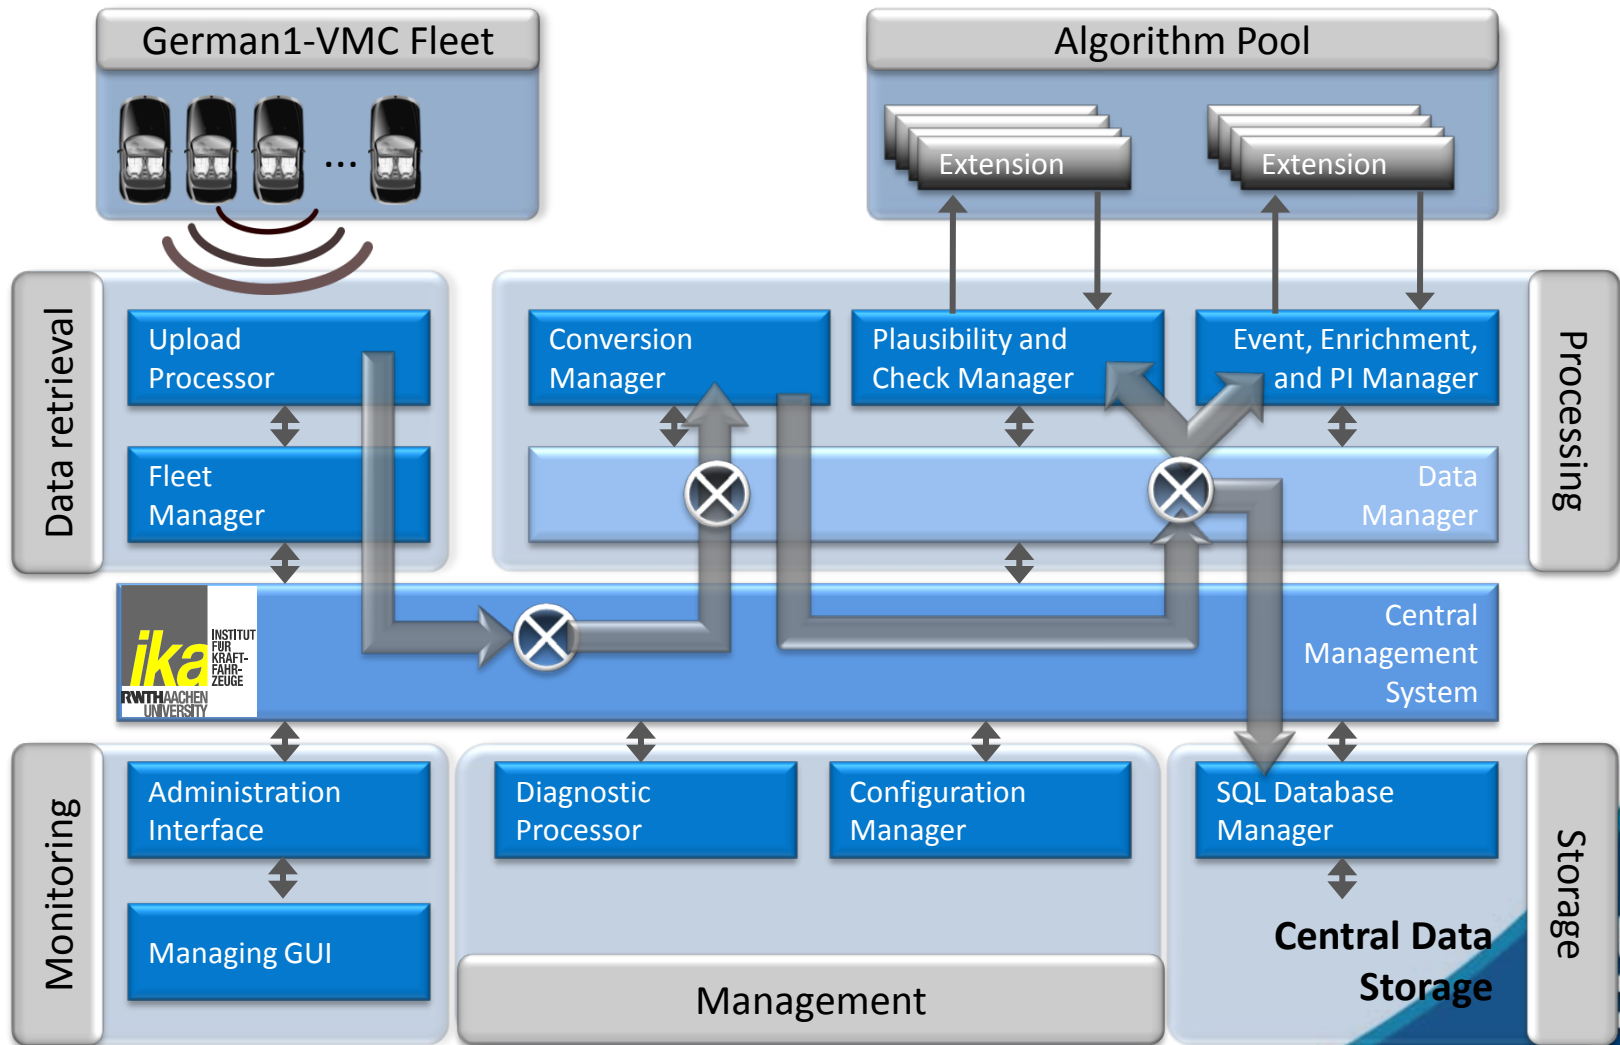 German1-VMC Fleet
Algorithm Pool
...
Extension
Extension
Data retrieval
Upload
Processor
Fleet
Manager
Conversion
Manager
Plausibility and
Check Manager
Event, Enrichment,
and PI Manager
Data
Manager
Processing
ika
INSTITUT
FÜR
KRAFT-
FAHR-
ZEUGE
RWTHAACHEN
UNIVERSITY
Central
Management
System
Monitoring
Administration
Interface
Managing GUI
Diagnostic
Processor
Configuration
Manager
Management
SQL Database
Manager
Central Data
Storage
Storage